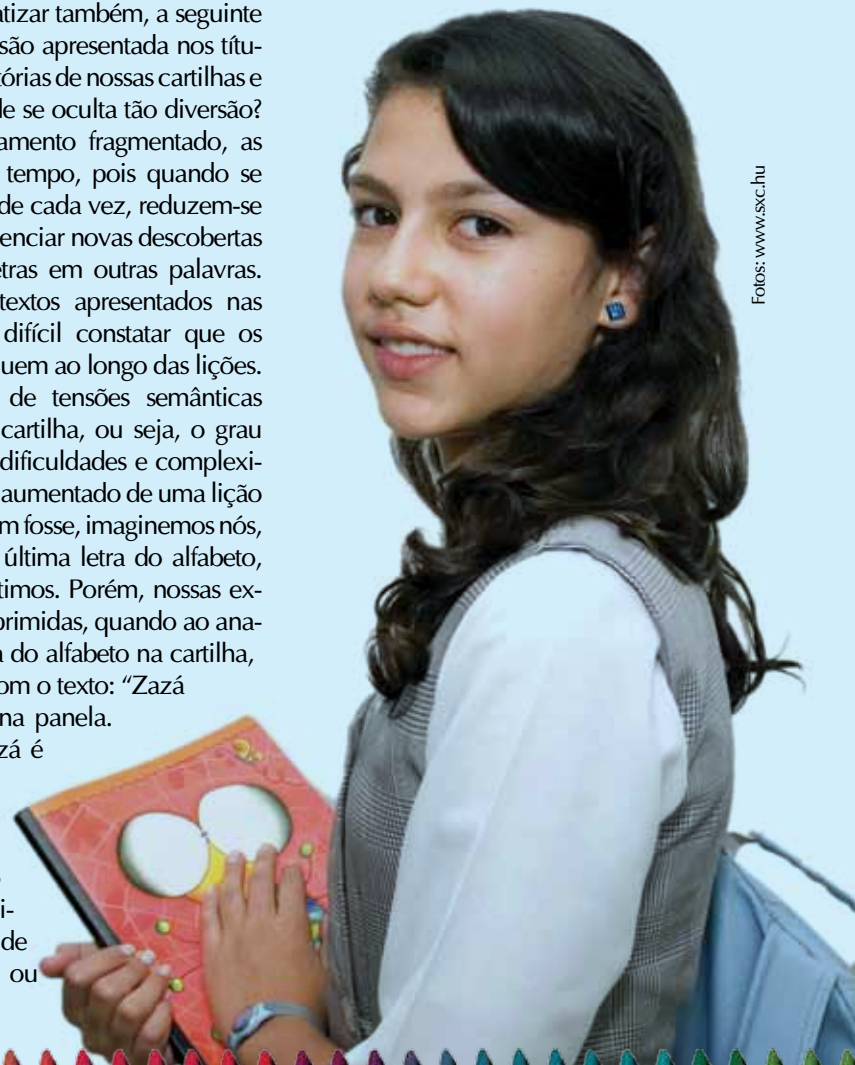 atizar também, a seguinte
são apresentada nos títu-
tórias de nossas cartilhas e
de se oculta tão diversão?
amento fragmentado, as
tempo, pois quando se
de cada vez, reduzem-se
enciar novas descobertas
etras em outras palavras.
textos apresentados nas
difícil constatar que os
uem ao longo das lições.
de tensões semânticas
cartilha, ou seja, o grau
dificuldades e complexi-
aumentado de uma lição
m fosse, imaginemos nós,
última letra do alfabeto,
timos. Porém, nossas ex-
primidas, quando ao ana-
a do alfabeto na cartilha,
om o texto: “Zazá
na panela.
zá é
i-
de
ou
Fotos: www.sxc.hu